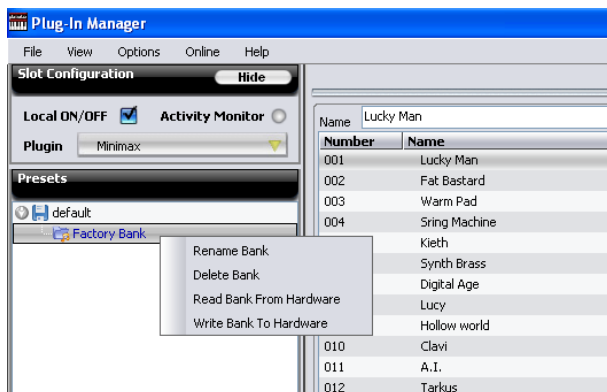 Plug-In Manager
File View Options Online Help
Slot Configuration Hide
Local ON/OFF Activity Monitor
Plugin Minimax
Presets
default
Factory Bank
Rename Bank
Delete Bank
Read Bank From Hardware
Write Bank To Hardware
Name Lucky Man
Number Name
001 Lucky Man
002 Fat Bastard
003 Warm Pad
004 Sring Machine
Kieth
Synth Brass
Digital Age
Lucy
Hollow world
010 Clavi
011 A.I.
012 Tarkus